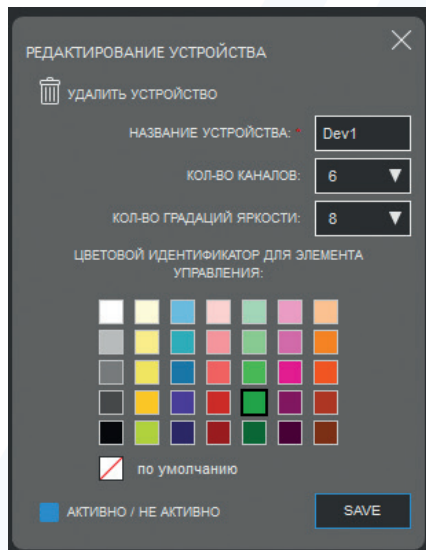 РЕДАКТИРОВАНИЕ УСТРОЙСТВА
УДАЛИТЬ УСТРОЙСТВО
НАЗВАНИЕ УСТРОЙСТВА: * Dev1
КОЛ-ВО КАНАЛОВ: 6
КОЛ-ВО ГРАДАЦИЙ ЯРКОСТИ: 8
ЦВЕТОВОЙ ИДЕНТИФИКАТОР ДЛЯ ЭЛЕМЕНТА
УПРАВЛЕНИЯ:
по умолчанию
АКТИВНО / НЕ АКТИВНО SAVE